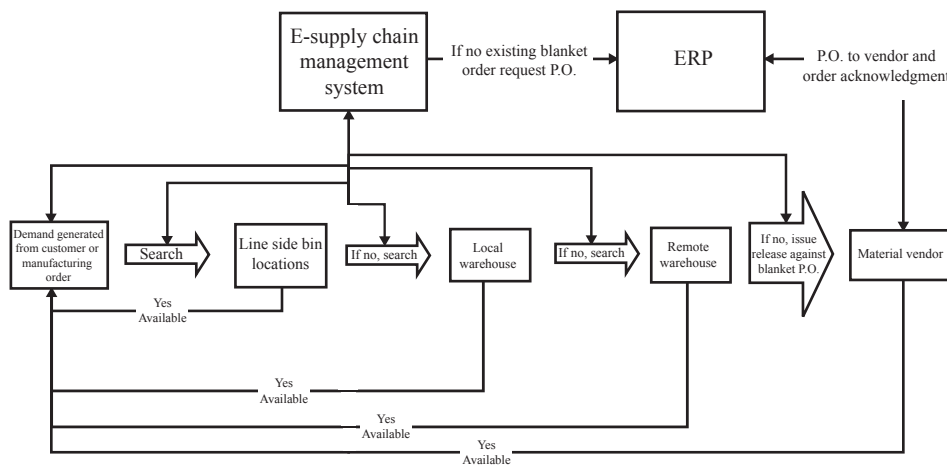 E-supply chain
management
system
If no existing blanket
order request P.O.
ERP
P.O. to vendor and
order acknowledgment
Demand generated
from customer or
manufacturing
order
Search
Line side bin
locations
If no, search
Local
warehouse
If no, search
Remote
warehouse
If no, issue
release against
blanket P.O.
Material vendor
Yes
Available
Yes
Available
Yes
Available
Yes
Available